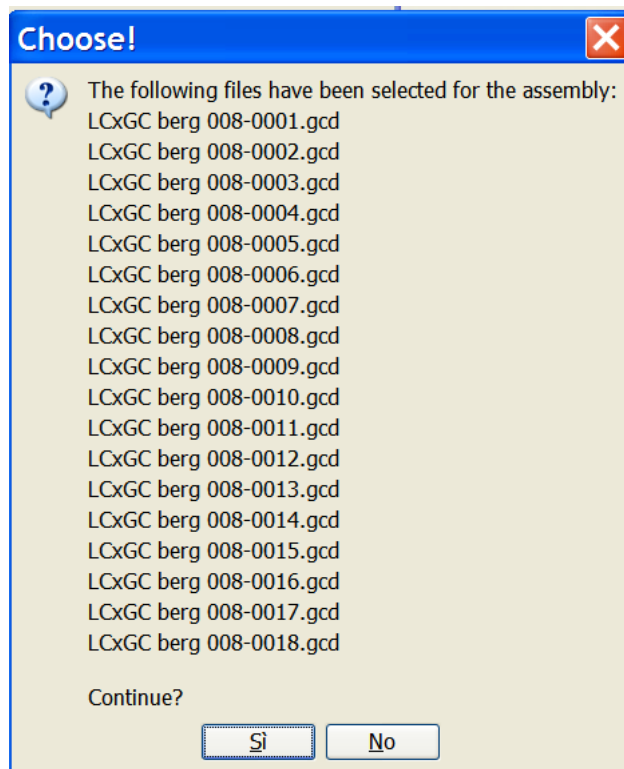 Choose!
The following files have been selected for the assembly:
LCxGC berg 008-0001.gcd
LCxGC berg 008-0002.gcd
LCxGC berg 008-0003.gcd
LCxGC berg 008-0004.gcd
LCxGC berg 008-0005.gcd
LCxGC berg 008-0006.gcd
LCxGC berg 008-0007.gcd
LCxGC berg 008-0008.gcd
LCxGC berg 008-0009.gcd
LCxGC berg 008-0010.gcd
LCxGC berg 008-0011.gcd
LCxGC berg 008-0012.gcd
LCxGC berg 008-0013.gcd
LCxGC berg 008-0014.gcd
LCxGC berg 008-0015.gcd
LCxGC berg 008-0016.gcd
LCxGC berg 008-0017.gcd
LCxGC berg 008-0018.gcd
Continue?
Sì No